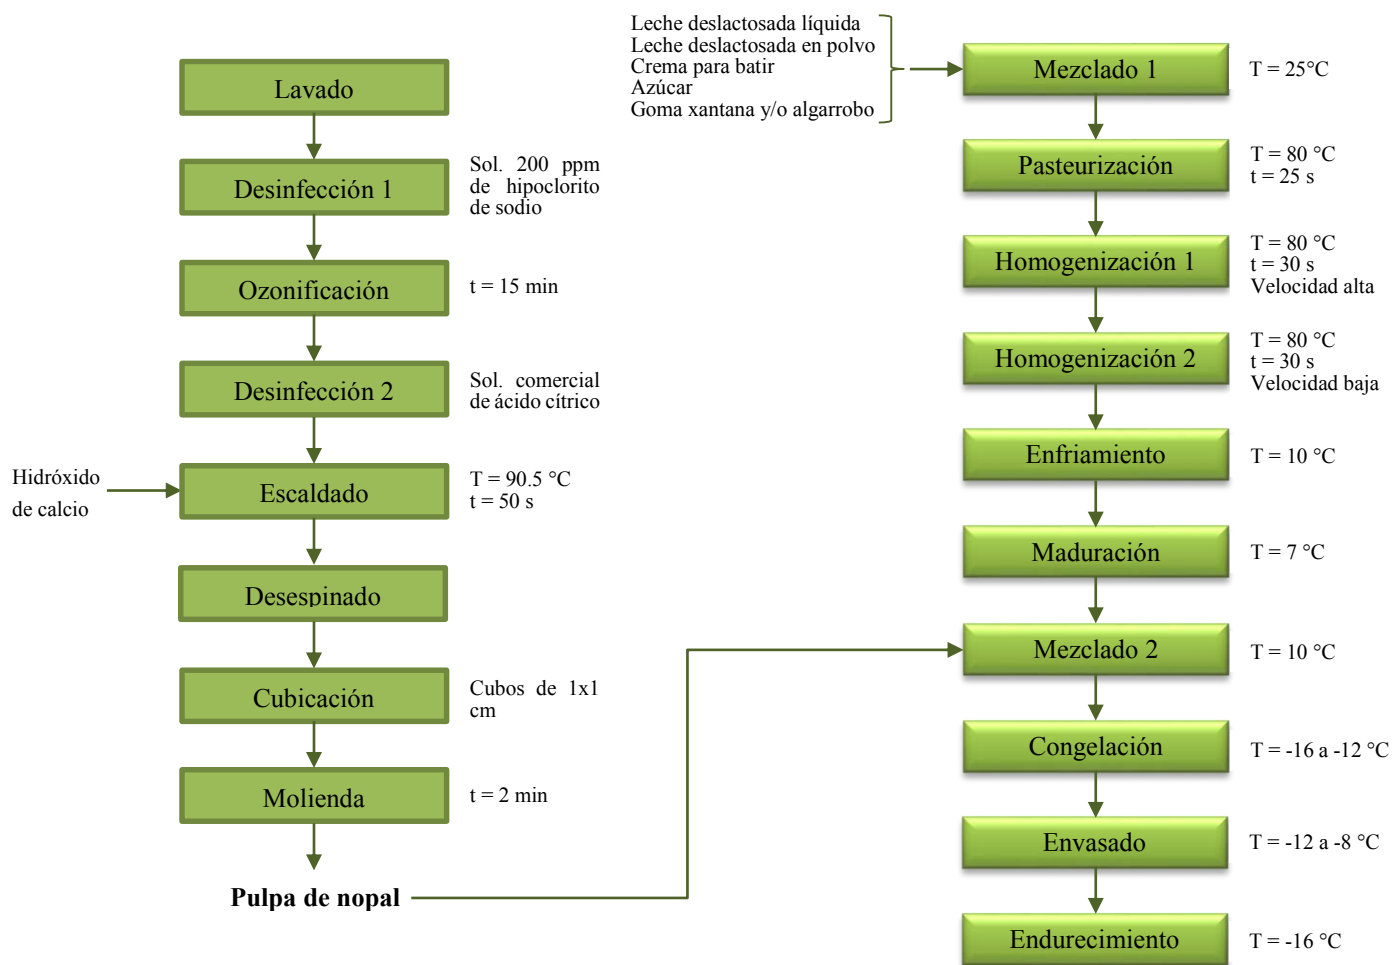 Lavado
Desinfección 1
Sol. 200 ppm
de hipoclorito
de sodio
Ozonificación
t = 15 min
Desinfección 2
Sol. comercial
de ácido cítrico
Hidróxido
de calcio
Escaldado
T = 90.5 °C
t = 50 s
Desespinado
Cubicación
Cubos de 1x1
cm
Molienda
t = 2 min
Pulpa de nopal
Leche deslactosada líquida
Leche deslactosada en polvo
Crema para batir
Azúcar
Goma xantana y/o algarrobo
Mezclado 1
T = 25°C
Pasteurización
T = 80 °C
t = 25 s
Homogenización 1
T = 80 °C
t = 30 s
Velocidad alta
Homogenización 2
T = 80 °C
t = 30 s
Velocidad baja
Enfriamiento
T = 10 °C
Maduración
T = 7 °C
Mezclado 2
T = 10 °C
Congelación
T = -16 a -12 °C
Envasado
T = -12 a -8 °C
Endurecimiento
T = -16 °C